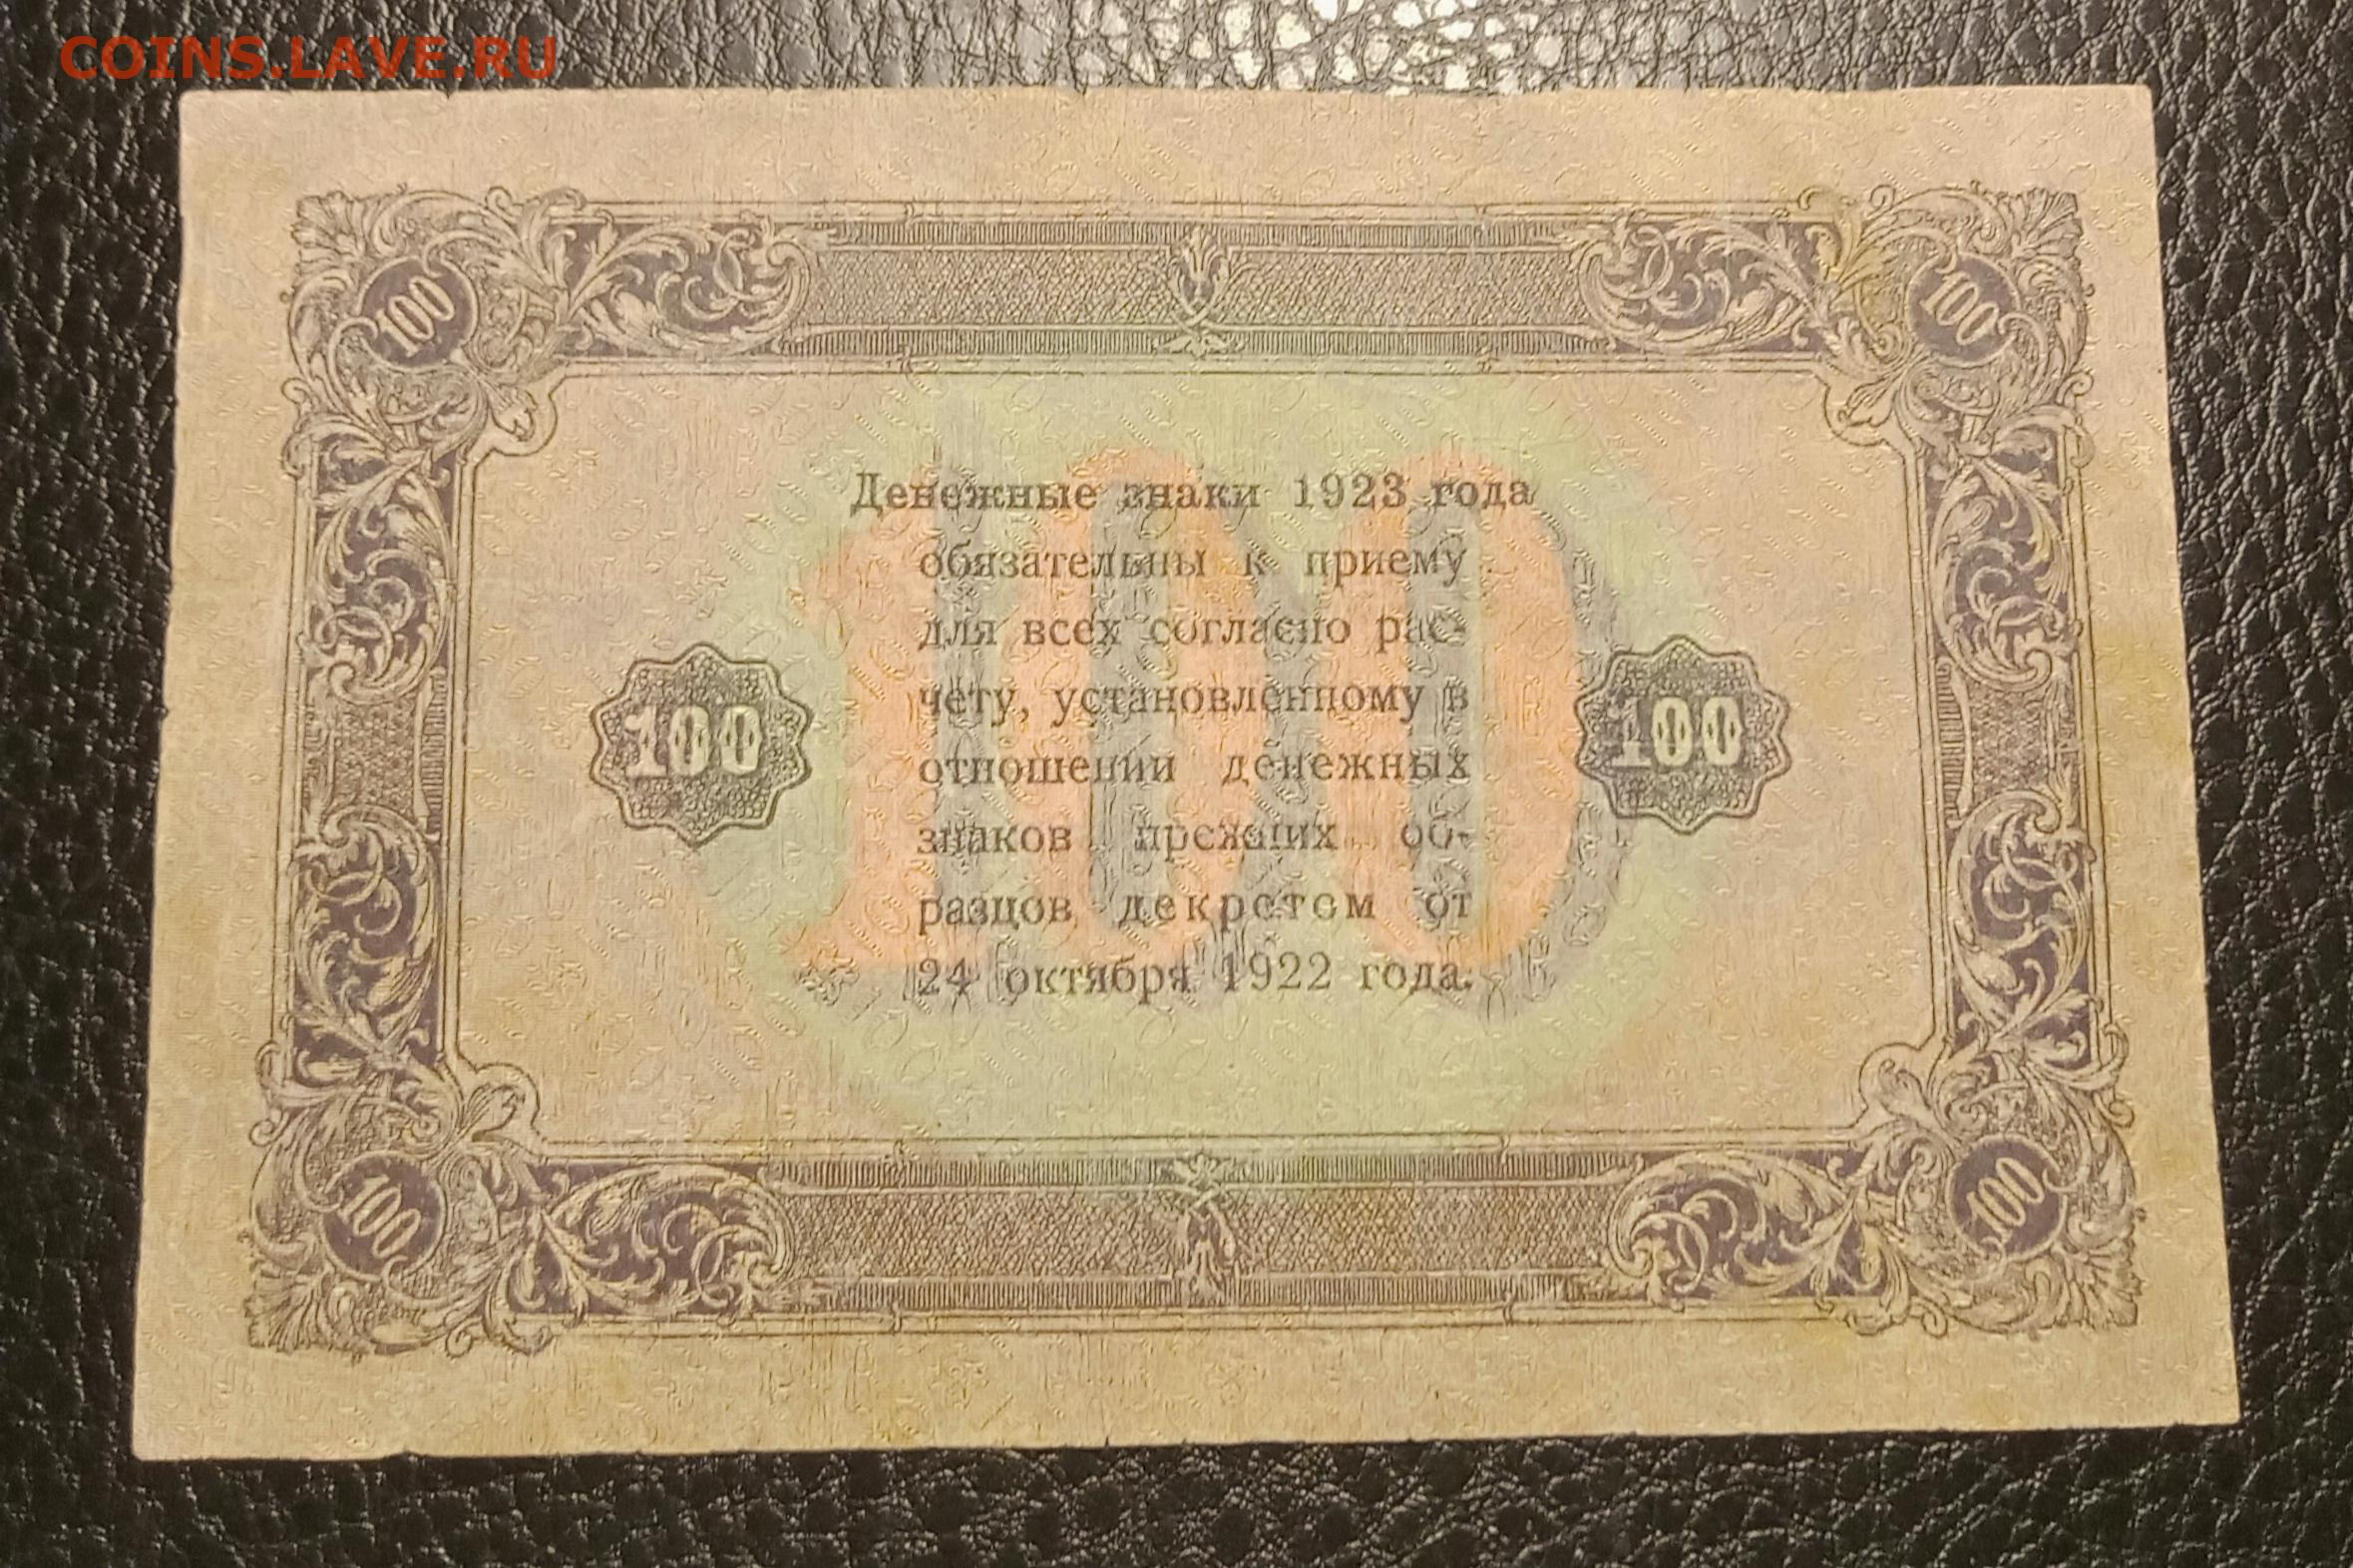 COINS.LAVE.RU
100
100
Денежные знаки 1923 года
обязательны к приему
для всех согласно рас-
чету, установленному в
отношении денежных
знаков прежних об-
разцов, декретом от
24 октября 1922 года.
100
100
100
100
100